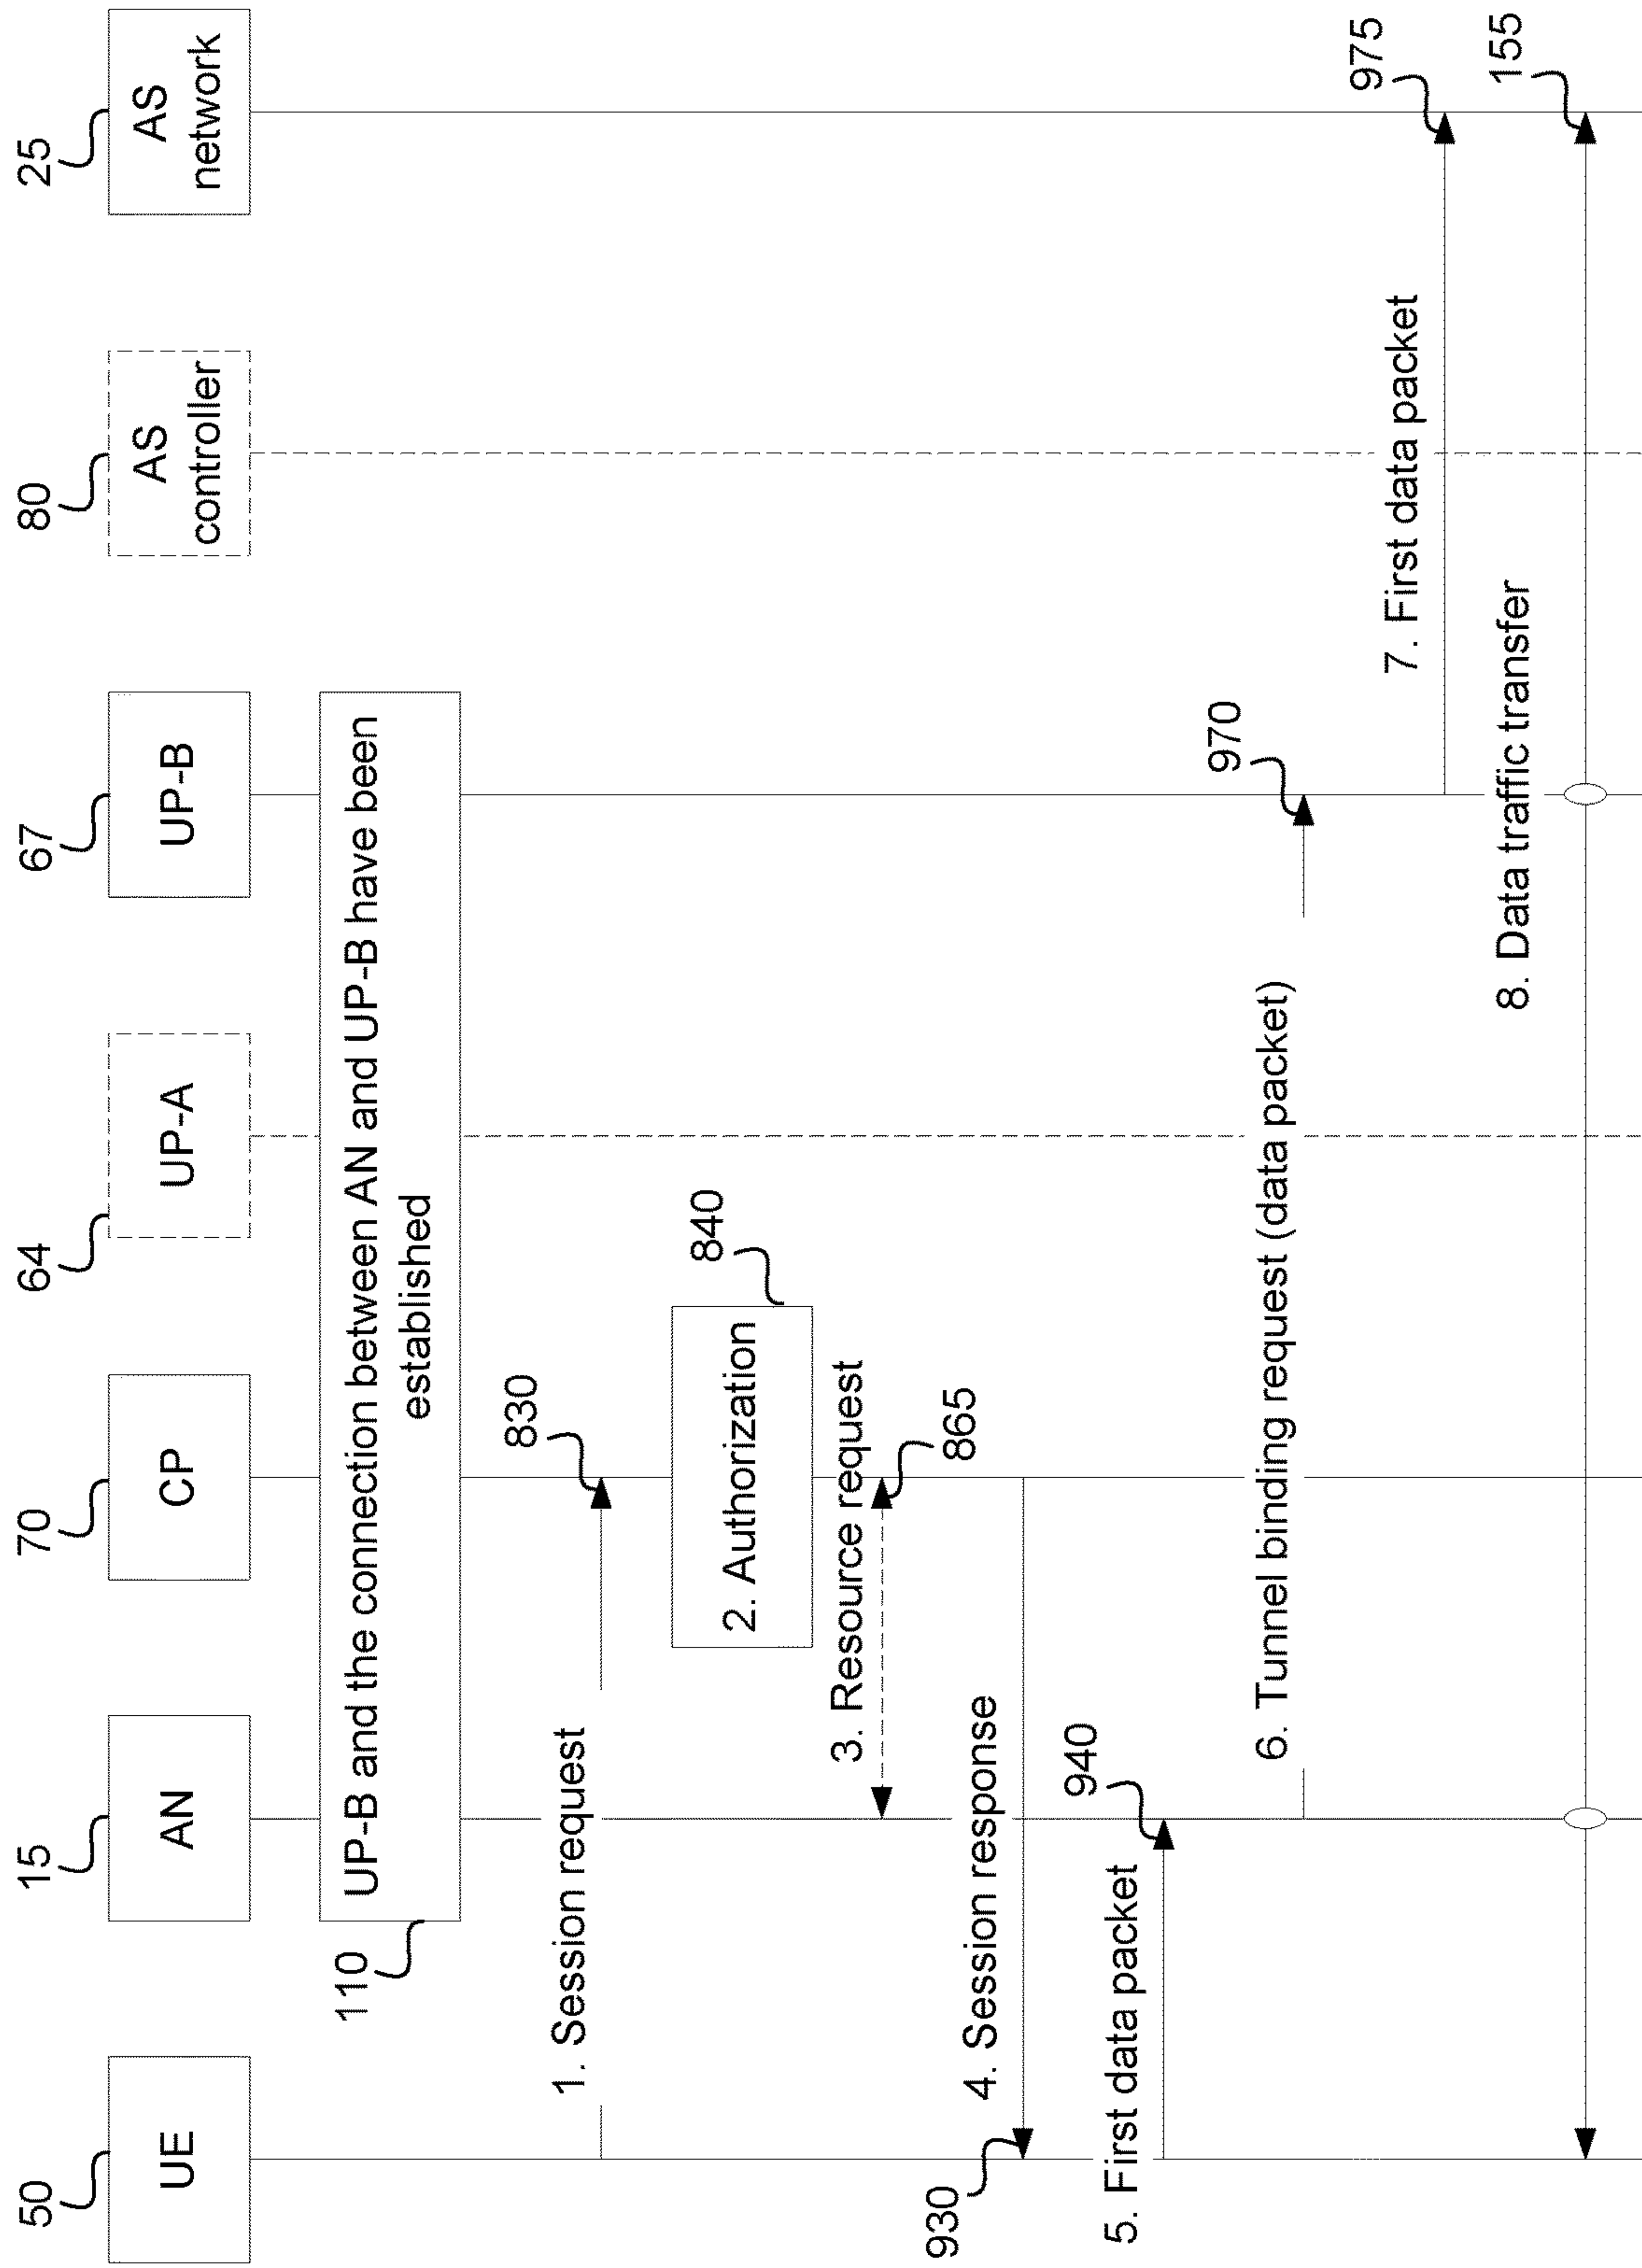 50
15
70
64
67
80
25
UE
AN
CP
UP-A
UP-B
AS
controller
AS
network
110
UP-B and the connection between AN and UP-B have been
established
1. Session request
830
2. Authorization
840
3. Resource request
865
4. Session response
930
5. First data packet
940
6. Tunnel binding request (data packet)
970
7. First data packet
975
8. Data traffic transfer
155